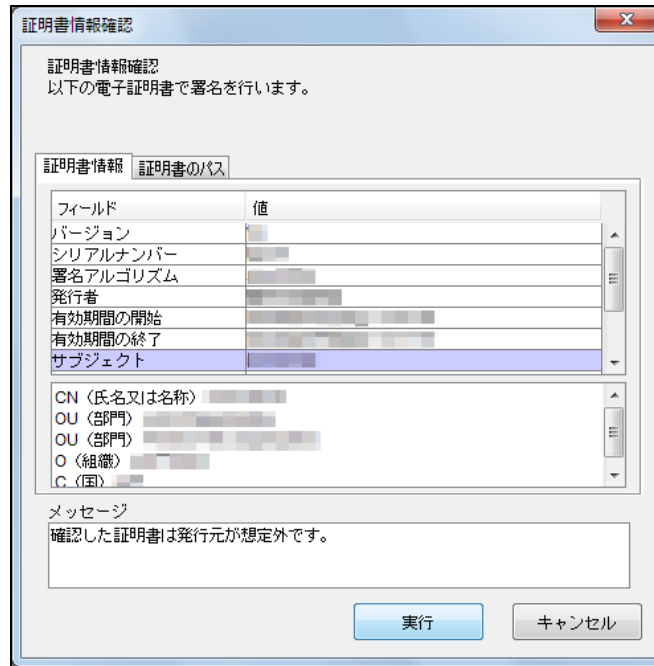 証明書情報確認
証明書情報確認
以下の電子証明書で署名を行います。
証明書情報 証明書のパス
フィールド 値
バージョン
シリアルナンバー
署名アルゴリズム
発行者
有効期間の開始
有効期間の終了
サブジェクト
CN（氏名又は名称）
OU（部門）
OU（部門）
O（組織）
C（国）
メッセージ
確認した証明書は発行元が想定外です。
実行 キャンセル